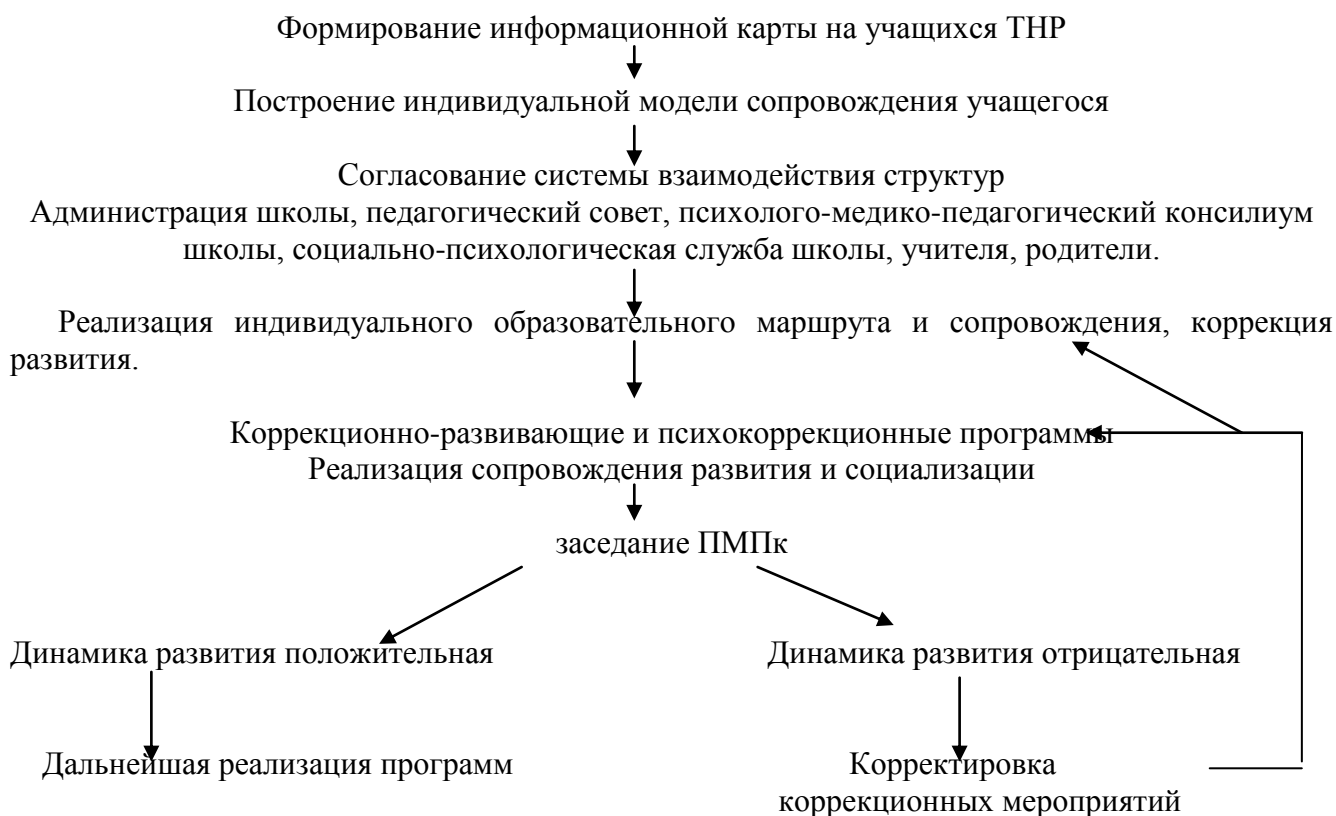 Формирование информационной карты на учащихся ТНР
Построение индивидуальной модели сопровождения учащегося
Согласование системы взаимодействия структур
Администрация школы, педагогический совет, психолого-медико-педагогический консилиум
школы, социально-психологическая служба школы, учителя, родители.
Реализация индивидуального образовательного маршрута и сопровождения, коррекция
развития.
Коррекционно-развивающие и психокоррекционные программы
Реализация сопровождения развития и социализации
заседание ПМПк
Динамика развития положительная
Динамика развития отрицательная
Дальнейшая реализация программ
Корректировка
коррекционных мероприятий